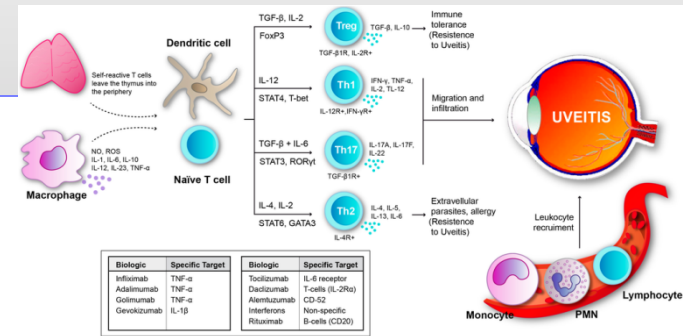 Self-reactive T cells
leave the thymus into
the periphery
Macrophage
NO, ROS
IL-1, IL-6, IL-10
IL-12, IL-23, TNF-α
Dendritic cell
Naïve T cell
TGF-β, IL-2
FoxP3
Treg
TGF-β, IL-10
TGF-β1R, IL-2R+
Immune
tolerance
(Resistence
to Uveitis)
IL-12
STAT4, T-bet
Th1
IFN-γ, TNF-α,
IL-2, TL-12
IL-12R+,IFN-γR+
TGF-β + IL-6
STAT3, RORγt
Th17
IL-17A, IL-17F,
IL-22
TGF-β1R+
Migration and
infiltration
IL-4, IL-2
STAT6, GATA3
Th2
IL-4, IL-5,
IL-13, IL-6
IL-4R+
Extravellular
parasites, allergy
(Resistence
to Uveitis)
UVEITIS
Leukocyte
recruitment
Monocyte
PMN
Lymphocyte
Biologic Specific Target
Infliximab TNF-α
Adalimumab TNF-α
Golimumab TNF-α
Gevokizumab IL-1β
Biologic Specific Target
Tocilizumab IL-6 receptor
Daclizumab T-cells (IL-2Rα)
Alemtuzumab CD-52
Interferons Non-specific
Rituximab B-cells (CD20)